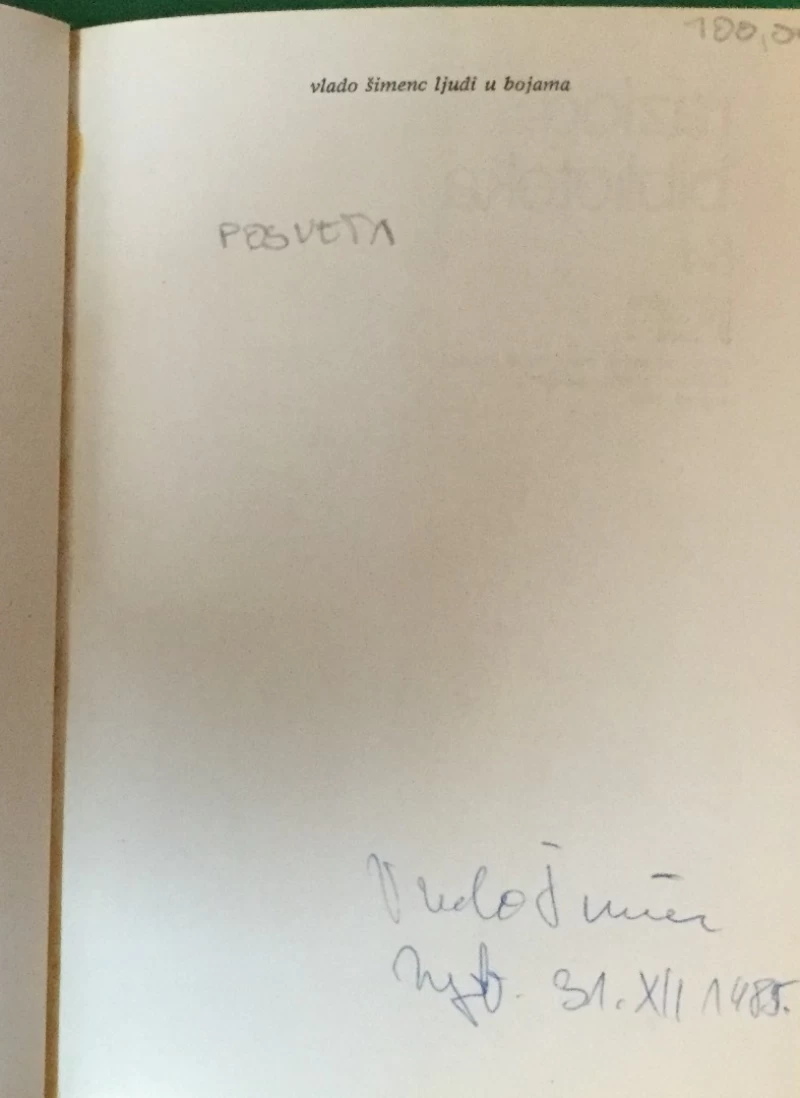 100,0
vlado šimenc ljudi u bojama
POSVETA
Vlado Šimenc
31. XII 1985.